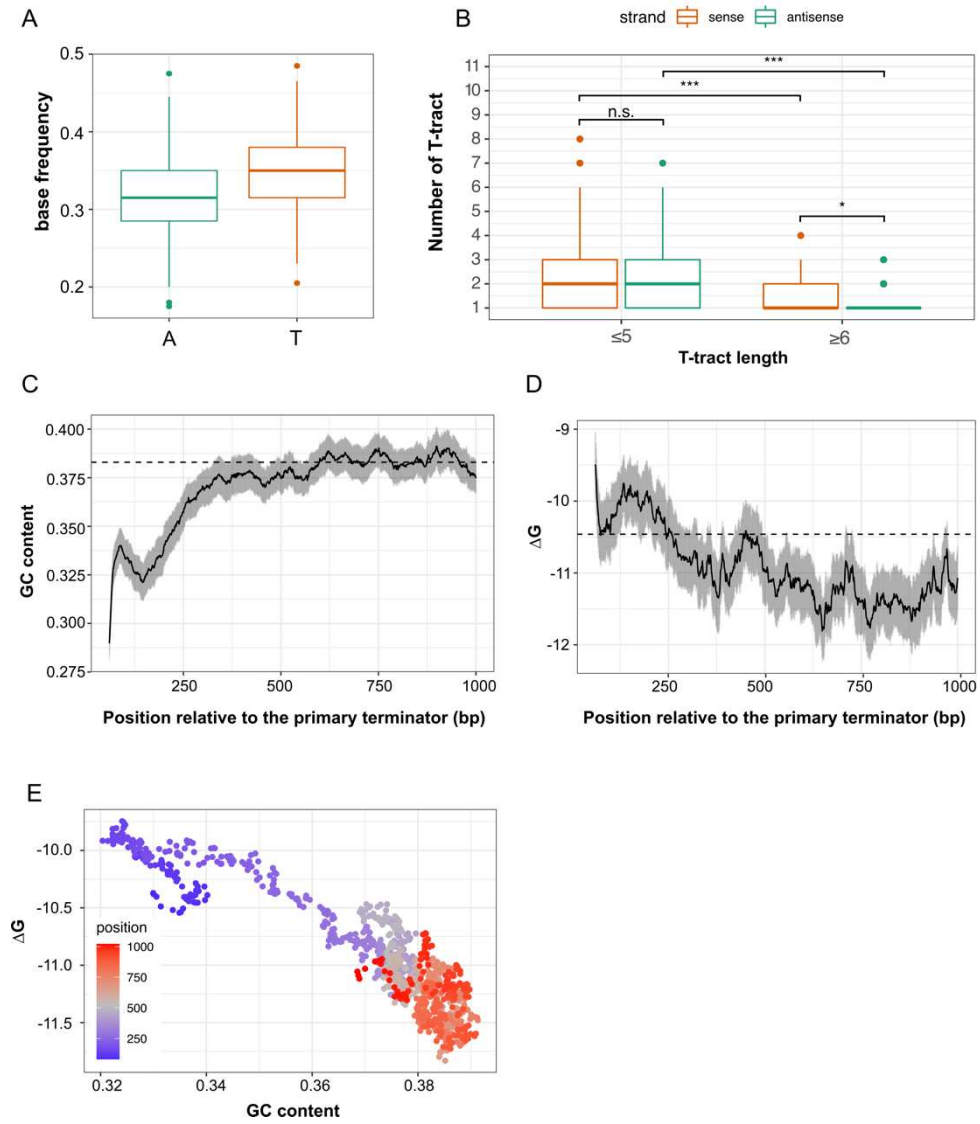 A
base frequency
0.5
0.4
0.3
0.2
A T
B
strand sense antisense
Number of T-tract
11
10
9
8
7
6
5
4
3
2
1
***
***
n.s.
*
≤5 ≥6
T-tract length
C
GC content
0.400
0.375
0.350
0.325
0.300
0.275
250 500 750 1000
Position relative to the primary terminator (bp)
D
ΔG
-9
-10
-11
-12
250 500 750 1000
Position relative to the primary terminator (bp)
E
ΔG
-10.0
-10.5
-11.0
-11.5
position
1000
750
500
250
0.32 0.34 0.36 0.38
GC content